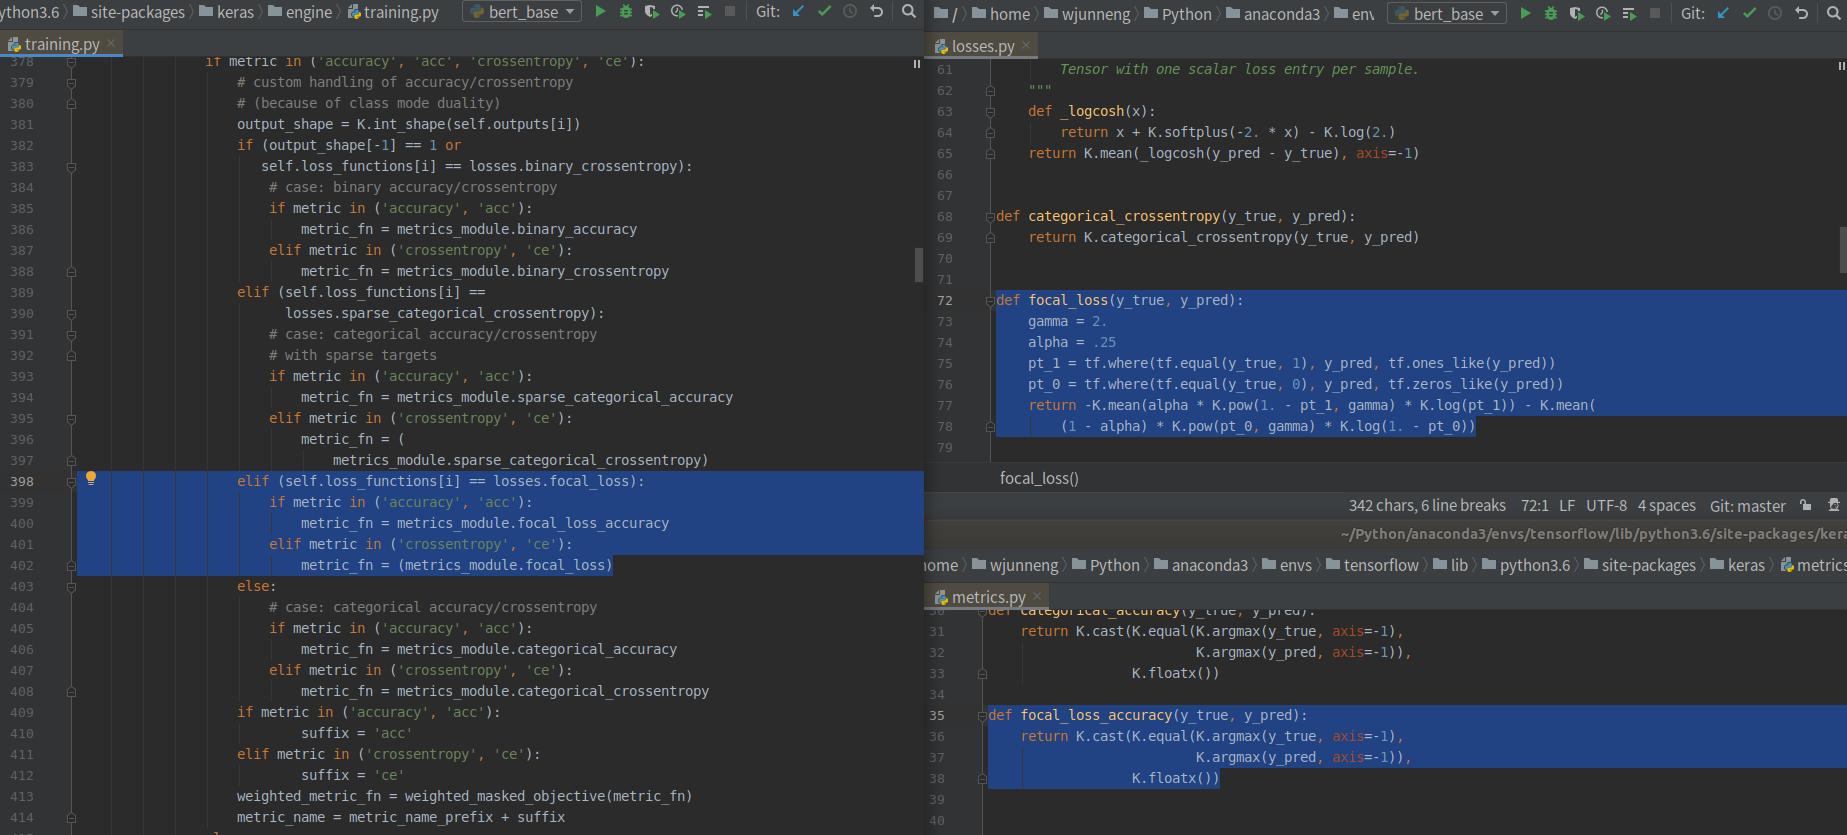 ython3.6 site-packages keras engine training.py bert_base Git:
training.py
378 if metric in ('accuracy', 'acc', 'crossentropy', 'ce'):
379 # custom handling of accuracy/crossentropy
380 # (because of class mode duality)
381 output_shape = K.int_shape(self.outputs[i])
382 if (output_shape[-1] == 1 or
383 self.loss_functions[i] == losses.binary_crossentropy):
384 # case: binary accuracy/crossentropy
385 if metric in ('accuracy', 'acc'):
386 metric_fn = metrics_module.binary_accuracy
387 elif metric in ('crossentropy', 'ce'):
388 metric_fn = metrics_module.binary_crossentropy
389 elif (self.loss_functions[i] ==
390 losses.sparse_categorical_crossentropy):
391 # case: categorical accuracy/crossentropy
392 # with sparse targets
393 if metric in ('accuracy', 'acc'):
394 metric_fn = metrics_module.sparse_categorical_accuracy
395 elif metric in ('crossentropy', 'ce'):
396 metric_fn = (
397 metrics_module.sparse_categorical_crossentropy)
398 elif (self.loss_functions[i] == losses.focal_loss):
399 if metric in ('accuracy', 'acc'):
400 metric_fn = metrics_module.focal_loss_accuracy
401 elif metric in ('crossentropy', 'ce'):
402 metric_fn = (metrics_module.focal_loss)
403 else:
404 # case: categorical accuracy/crossentropy
405 if metric in ('accuracy', 'acc'):
406 metric_fn = metrics_module.categorical_accuracy
407 elif metric in ('crossentropy', 'ce'):
408 metric_fn = metrics_module.categorical_crossentropy
409 if metric in ('accuracy', 'acc'):
410 suffix = 'acc'
411 elif metric in ('crossentropy', 'ce'):
412 suffix = 'ce'
413 weighted_metric_fn = weighted_masked_objective(metric_fn)
414 metric_name = metric_name_prefix + suffix
/ home wjunneng Python anaconda3 env bert_base Git:
losses.py
61 Tensor with one scalar loss entry per sample.
62 """
63 def _logcosh(x):
64 return x + K.softplus(-2. * x) - K.log(2.)
65 return K.mean(_logcosh(y_pred - y_true), axis=-1)
66
67
68 def categorical_crossentropy(y_true, y_pred):
69 return K.categorical_crossentropy(y_true, y_pred)
70
71
72 def focal_loss(y_true, y_pred):
73 gamma = 2.
74 alpha = .25
75 pt_1 = tf.where(tf.equal(y_true, 1), y_pred, tf.ones_like(y_pred))
76 pt_0 = tf.where(tf.equal(y_true, 0), y_pred, tf.zeros_like(y_pred))
77 return -K.mean(alpha * K.pow(1. - pt_1, gamma) * K.log(pt_1)) - K.mean(
78 (1 - alpha) * K.pow(pt_0, gamma) * K.log(1. - pt_0))
79
focal_loss()
342 chars, 6 line breaks 72:1 LF UTF-8 4 spaces Git: master
~/Python/anaconda3/envs/tensorflow/lib/python3.6/site-packages/kera
ome wjunneng Python anaconda3 envs tensorflow lib python3.6 site-packages keras metrics
metrics.py
30 def categorical_accuracy(y_true, y_pred):
31 return K.cast(K.equal(K.argmax(y_true, axis=-1),
32 K.argmax(y_pred, axis=-1)),
33 K.floatx())
34
35 def focal_loss_accuracy(y_true, y_pred):
36 return K.cast(K.equal(K.argmax(y_true, axis=-1),
37 K.argmax(y_pred, axis=-1)),
38 K.floatx())
39
40